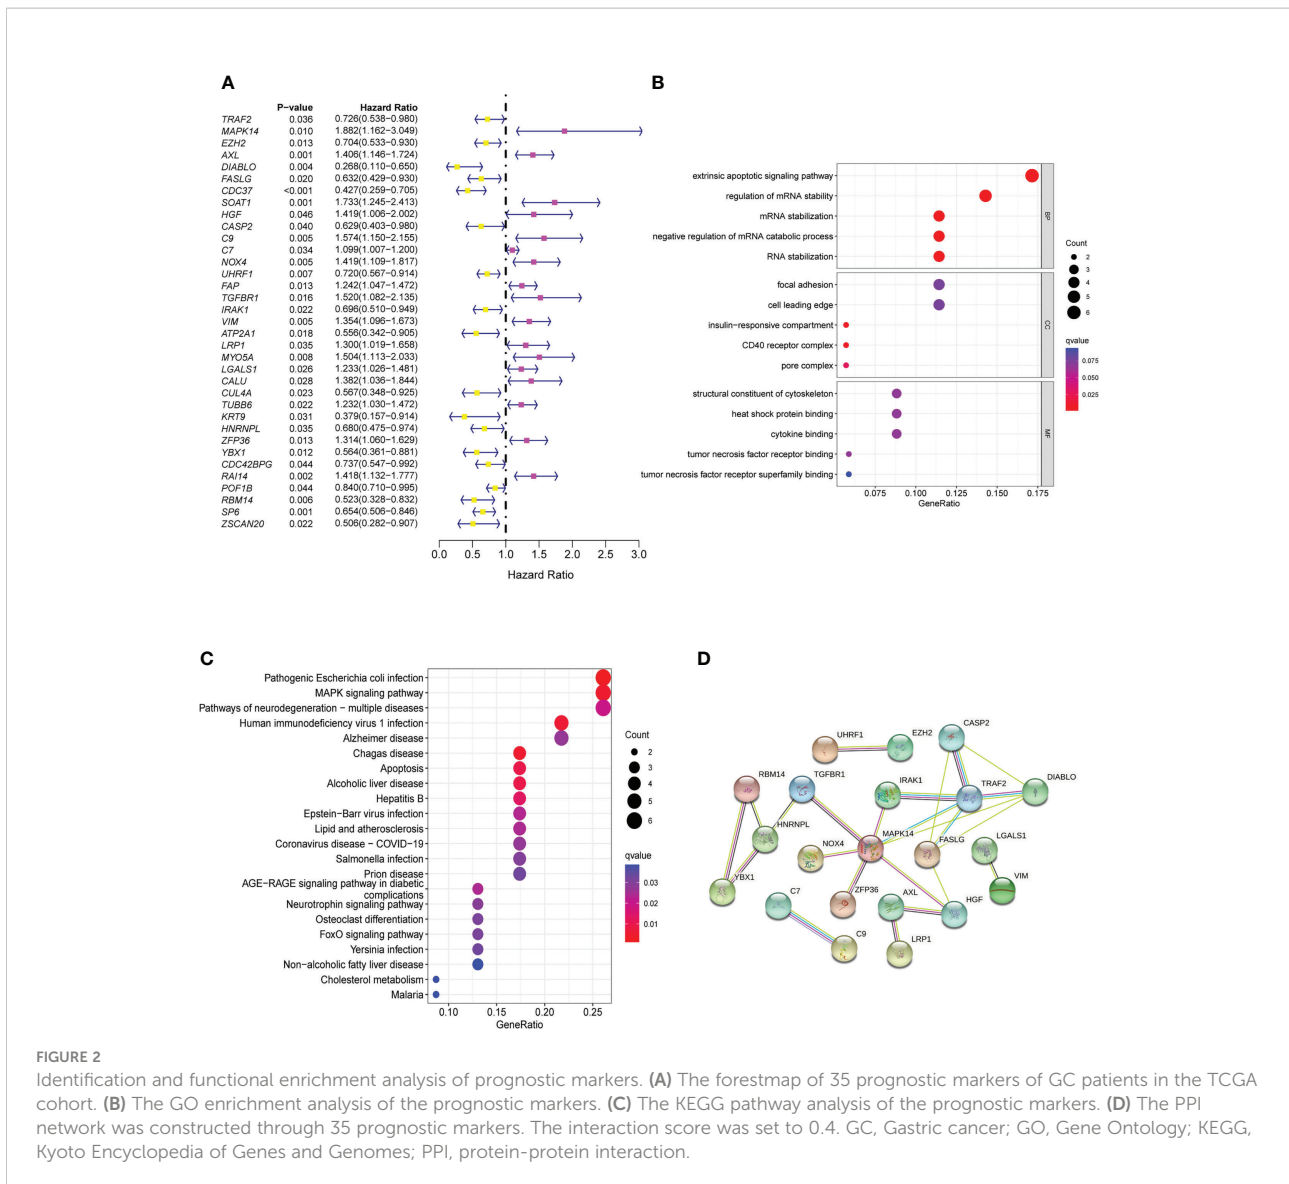 A
P-value Hazard Ratio
TRAF2 0.036 0.726(0.538-0.980)
MAPK14 0.010 1.882(1.162-3.049)
EZH2 0.013 0.704(0.533-0.930)
AXL 0.001 1.406(1.146-1.724)
DIABLO 0.004 0.268(0.110-0.650)
FASLG 0.020 0.632(0.429-0.930)
CDC37 <0.001 0.427(0.259-0.705)
SOAT1 0.001 1.733(1.245-2.413)
HGF 0.046 1.419(1.006-2.002)
CASP2 0.040 0.629(0.403-0.980)
C9 0.005 1.574(1.150-2.155)
C7 0.034 1.099(1.007-1.200)
NOX4 0.005 1.419(1.109-1.817)
UHRF1 0.007 0.720(0.567-0.914)
FAP 0.013 1.242(1.047-1.472)
TGFBR1 0.016 1.520(1.082-2.135)
IRAK1 0.022 0.696(0.510-0.949)
VIM 0.005 1.354(1.096-1.673)
ATP2A1 0.018 0.556(0.342-0.905)
LRP1 0.035 1.300(1.019-1.658)
MYO5A 0.008 1.504(1.113-2.033)
LGALS1 0.026 1.233(1.026-1.481)
CALU 0.028 1.382(1.036-1.844)
CUL4A 0.023 0.567(0.348-0.925)
TUBB6 0.022 1.232(1.030-1.472)
KRT9 0.031 0.379(0.157-0.914)
HNRNPL 0.035 0.680(0.475-0.974)
ZFP36 0.013 1.314(1.060-1.629)
YBX1 0.012 0.564(0.361-0.881)
CDC42BPG 0.044 0.737(0.547-0.992)
RAI14 0.002 1.418(1.132-1.777)
POF1B 0.044 0.840(0.710-0.995)
RBM14 0.006 0.523(0.328-0.832)
SP6 0.001 0.654(0.506-0.846)
ZSCAN20 0.022 0.506(0.282-0.907)
0.0 0.5 1.0 1.5 2.0 2.5 3.0
Hazard Ratio
B
extrinsic apoptotic signaling pathway
regulation of mRNA stability
mRNA stabilization
negative regulation of mRNA catabolic process
RNA stabilization
BP
focal adhesion
cell leading edge
insulin-responsive compartment
CD40 receptor complex
pore complex
CC
structural constituent of cytoskeleton
heat shock protein binding
cytokine binding
tumor necrosis factor receptor binding
tumor necrosis factor receptor superfamily binding
MF
0.075 0.100 0.125 0.150 0.175
GeneRatio
Count
2
3
4
5
6
qvalue
0.075
0.050
0.025
C
Pathogenic Escherichia coli infection
MAPK signaling pathway
Pathways of neurodegeneration − multiple diseases
Human immunodeficiency virus 1 infection
Alzheimer disease
Chagas disease
Apoptosis
Alcoholic liver disease
Hepatitis B
Epstein−Barr virus infection
Lipid and atherosclerosis
Coronavirus disease − COVID−19
Salmonella infection
Prion disease
AGE−RAGE signaling pathway in diabetic
complications
Neurotrophin signaling pathway
Osteoclast differentiation
FoxO signaling pathway
Yersinia infection
Non−alcoholic fatty liver disease
Cholesterol metabolism
Malaria
0.10 0.15 0.20 0.25
GeneRatio
Count
2
3
4
5
6
qvalue
0.03
0.02
0.01
D
CASP2
UHRF1
EZH2
RBM14
TGFBR1
IRAK1
TRAF2
DIABLO
HNRNPL
MAPK14
FASLG
LGALS1
NOX4
YBX1
VIM
C7
ZFP36
AXL
HGF
C9
LRP1
FIGURE 2
Identification and functional enrichment analysis of prognostic markers. (A) The forestmap of 35 prognostic markers of GC patients in the TCGA
cohort. (B) The GO enrichment analysis of the prognostic markers. (C) The KEGG pathway analysis of the prognostic markers. (D) The PPI
network was constructed through 35 prognostic markers. The interaction score was set to 0.4. GC, Gastric cancer; GO, Gene Ontology; KEGG,
Kyoto Encyclopedia of Genes and Genomes; PPI, protein-protein interaction.